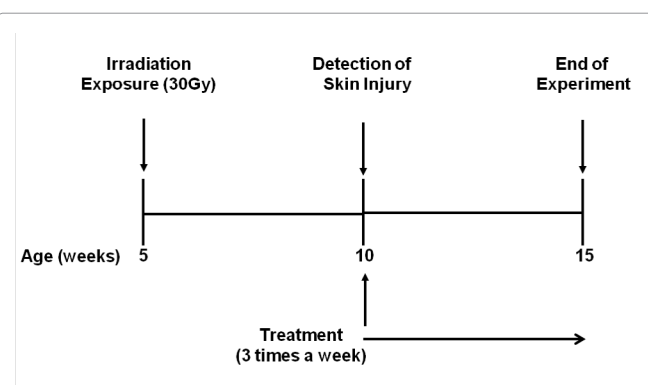 Irradiation
Exposure (30Gy)
Detection of
Skin Injury
End of
Experiment
Age (weeks) 5 10 15
Treatment
(3 times a week)